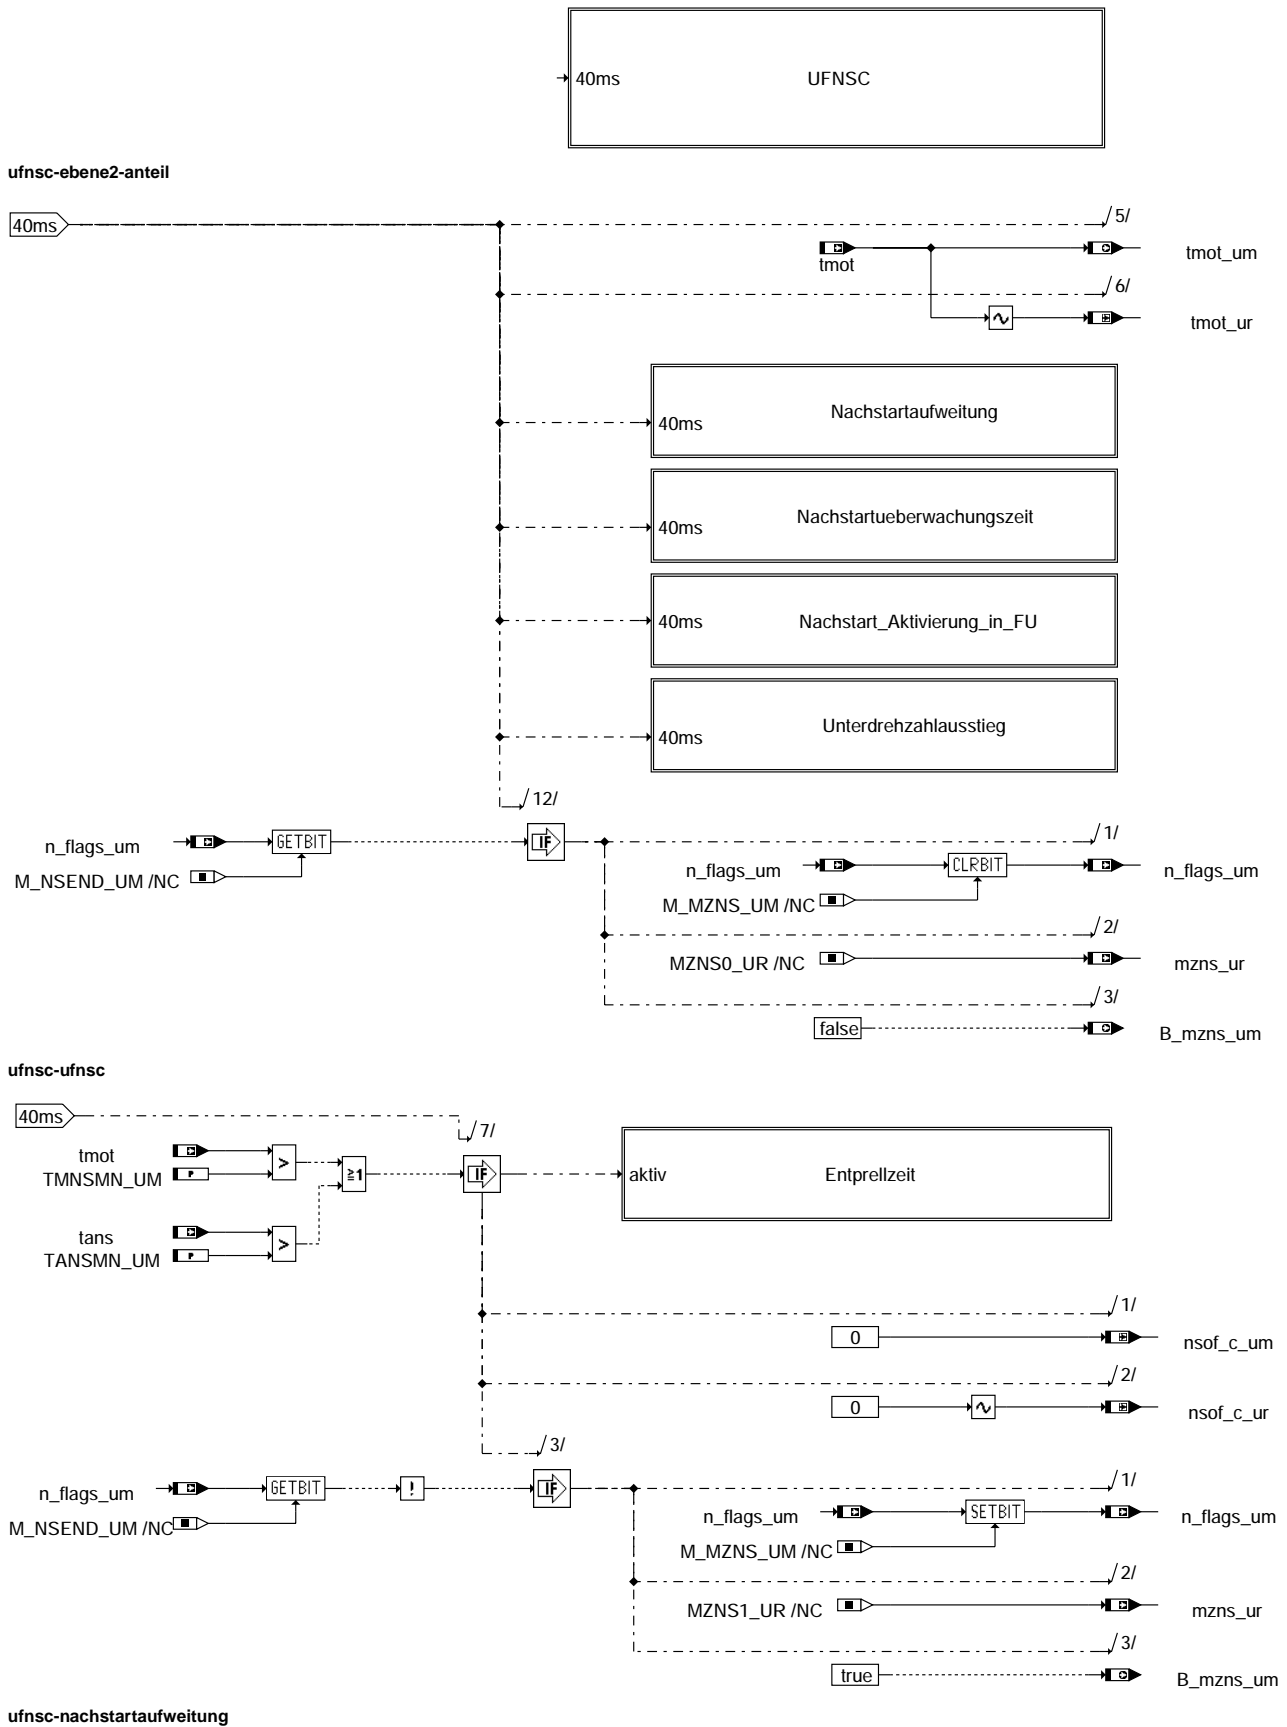 40ms UFNSC
ufnsc-ebene2-anteil
40ms
/5/
tmot
tmot_um
/6/
tmot_ur
Nachstartaufweitung
40ms
Nachstartueberwachungszeit
40ms
40ms Nachstart_Aktivierung_in_FU
Unterdrehzahlausstieg
40ms
/12/
n_flags_um GETBIT IF
/1/
M_NSEND_UM /NC
n_flags_um CLRBIT n_flags_um
M_MZNS_UM /NC
/2/
MZNS0_UR /NC mzns_ur
/3/
false B_mzns_um
ufnsc-ufnsc
40ms
/7/
tmot
TMNSMN_UM
>
≥1
IF
aktiv Entprellzeit
tans
TANSMN_UM
>
/1/
0 nsof_c_um
/2/
0 nsof_c_ur
/3/
n_flags_um GETBIT ! IF
/1/
M_NSEND_UM /NC
n_flags_um SETBIT n_flags_um
M_MZNS_UM /NC
/2/
MZNS1_UR /NC mzns_ur
/3/
true B_mzns_um
ufnsc-nachstartaufweitung